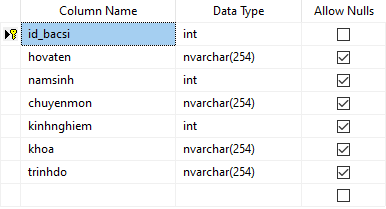 Column Name Data Type Allow Nulls
id_bacsi int
hovaten nvarchar(254)
namsinh int
chuyenmon nvarchar(254)
kinhnghiem int
khoa nvarchar(254)
trinhdo nvarchar(254)